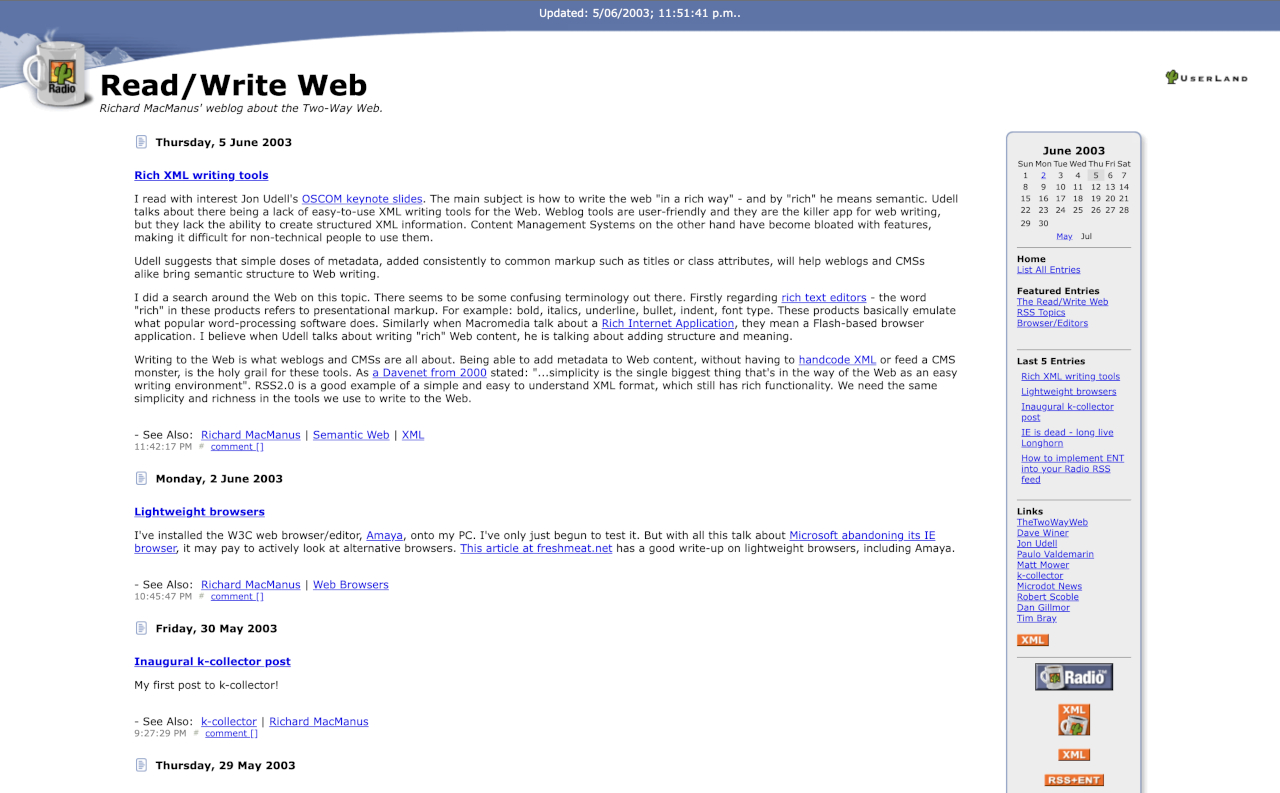 Updated: 5/06/2003; 11:51:41 p.m..
Radio
Read/Write Web
Richard MacManus' weblog about the Two-Way Web.
USERLAND
Thursday, 5 June 2003
Rich XML writing tools
I read with interest Jon Udell's OSCOM keynote slides. The main subject is how to write the web "in a rich way" - and by "rich" he means semantic. Udell
talks about there being a lack of easy-to-use XML writing tools for the Web. Weblog tools are user-friendly and they are the killer app for web writing,
but they lack the ability to create structured XML information. Content Management Systems on the other hand have become bloated with features,
making it difficult for non-technical people to use them.
Udell suggests that simple doses of metadata, added consistently to common markup such as titles or class attributes, will help weblogs and CMSs
alike bring semantic structure to Web writing.
I did a search around the Web on this topic. There seems to be some confusing terminology out there. Firstly regarding rich text editors - the word
"rich" in these products refers to presentational markup. For example: bold, italics, underline, bullet, indent, font type. These products basically emulate
what popular word-processing software does. Similarly when Macromedia talk about a Rich Internet Application, they mean a Flash-based browser
application. I believe when Udell talks about writing "rich" Web content, he is talking about adding structure and meaning.
Writing to the Web is what weblogs and CMSs are all about. Being able to add metadata to Web content, without having to handcode XML or feed a CMS
monster, is the holy grail for these tools. As a Davenet from 2000 stated: "...simplicity is the single biggest thing that's in the way of the Web as an easy
writing environment". RSS2.0 is a good example of a simple and easy to understand XML format, which still has rich functionality. We need the same
simplicity and richness in the tools we use to write to the Web.
- See Also: Richard MacManus | Semantic Web | XML
11:42:17 PM # comment []
Monday, 2 June 2003
Lightweight browsers
I've installed the W3C web browser/editor, Amaya, onto my PC. I've only just begun to test it. But with all this talk about Microsoft abandoning its IE
browser, it may pay to actively look at alternative browsers. This article at freshmeat.net has a good write-up on lightweight browsers, including Amaya.
- See Also: Richard MacManus | Web Browsers
10:45:47 PM # comment []
Friday, 30 May 2003
Inaugural k-collector post
My first post to k-collector!
- See Also: k-collector | Richard MacManus
9:27:29 PM # comment []
Thursday, 29 May 2003
June 2003
Sun Mon Tue Wed Thu Fri Sat
1 2 3 4 5 6 7
8 9 10 11 12 13 14
15 16 17 18 19 20 21
22 23 24 25 26 27 28
29 30
May Jul
Home
List All Entries
Featured Entries
The Read/Write Web
RSS Topics
Browser/Editors
Last 5 Entries
Rich XML writing tools
Lightweight browsers
Inaugural k-collector
post
IE is dead - long live
Longhorn
How to implement ENT
into your Radio RSS
feed
Links
TheTwoWayWeb
Dave Winer
Jon Udell
Paulo Valdemarin
Matt Mower
k-collector
Microdot News
Robert Scoble
Dan Gillmor
Tim Bray
XML
Radio™
XML
XML
RSS+ENT